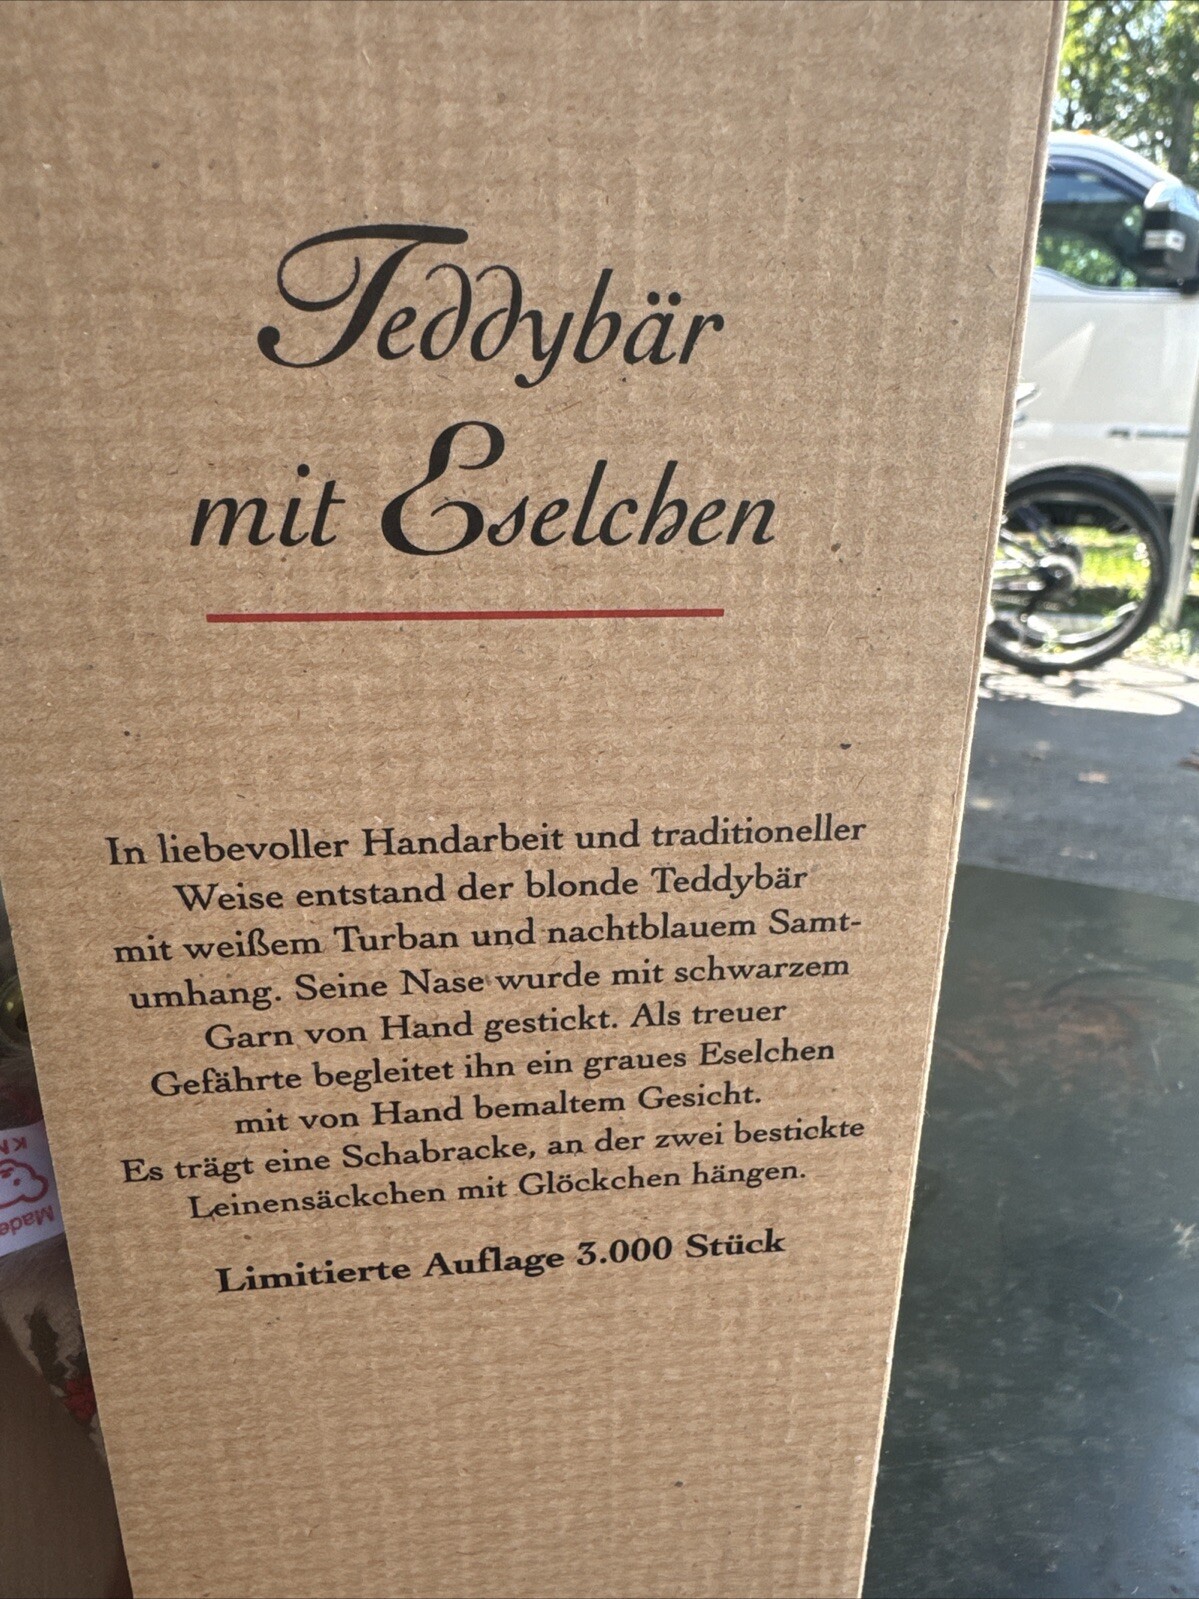 Teddybär
mit Eselchen
In liebevoller Handarbeit und traditioneller
Weise entstand der blonde Teddybär
mit weißem Turban und nachtblauem Samt-
umhang. Seine Nase wurde mit schwarzem
Garn von Hand gestickt. Als treuer
Gefährte begleitet ihn ein graues Eselchen
mit von Hand bemaltem Gesicht.
Es trägt eine Schabracke, an der zwei bestickte
Leinensäckchen mit Glöckchen hängen.
Limitierte Auflage 3.000 Stück
Made